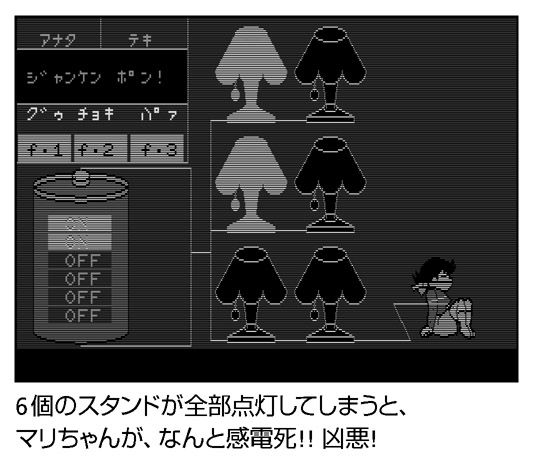 アナタ テキ
ジャンケン ポン!
グゥ チョキ パァ
f・1 f・2 f・3
ON
ON
OFF
OFF
OFF
OFF
6個のスタンドが全部点灯してしまうと、
マリちゃんが、なんと感電死!! 凶悪!